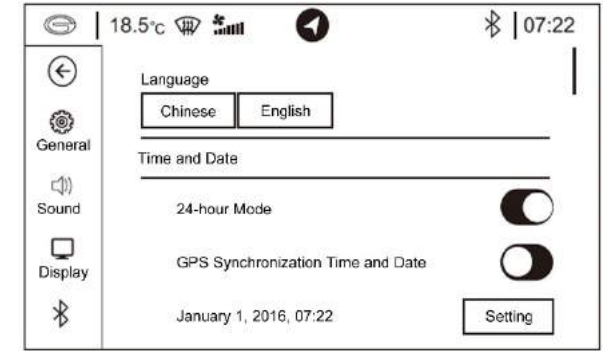 18.5°c
07:22
Language
Chinese English
General
Time and Date
Sound
24-hour Mode
Display
GPS Synchronization Time and Date
January 1, 2016, 07:22 Setting